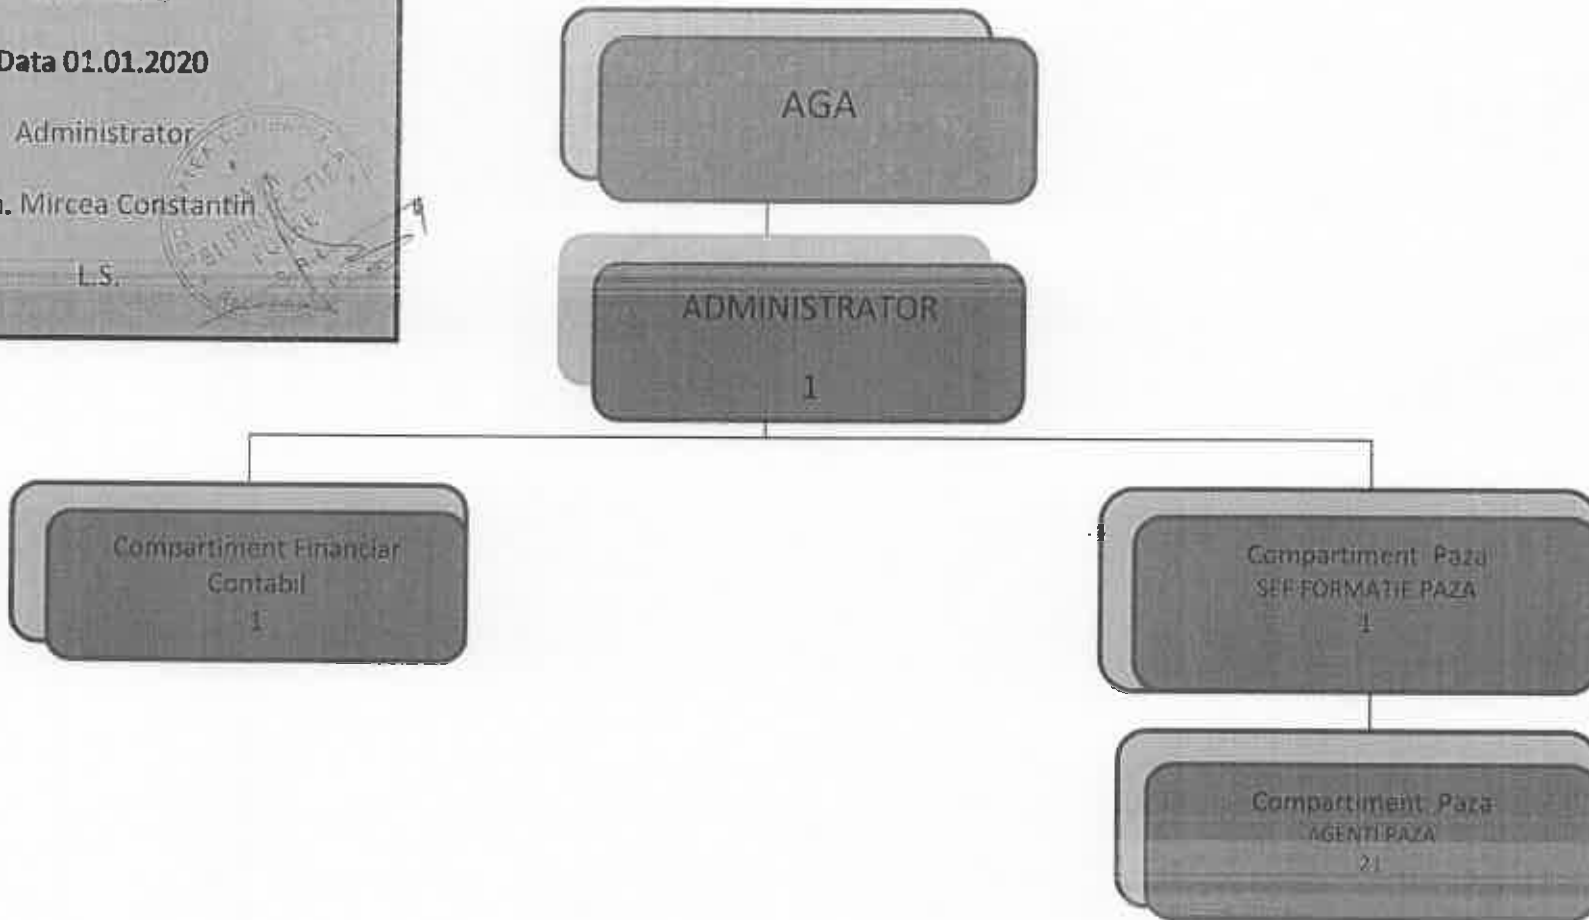 Data 01.01.2020
Administrator
. Mircea Constantin
L.S.
AGA
ADMINISTRATOR
1
Compartiment Financiar
Contabil
1
Compartiment Paza
SEF FORMATIE PAZA
1
Compartiment Paza
AGENTI PAZA
21